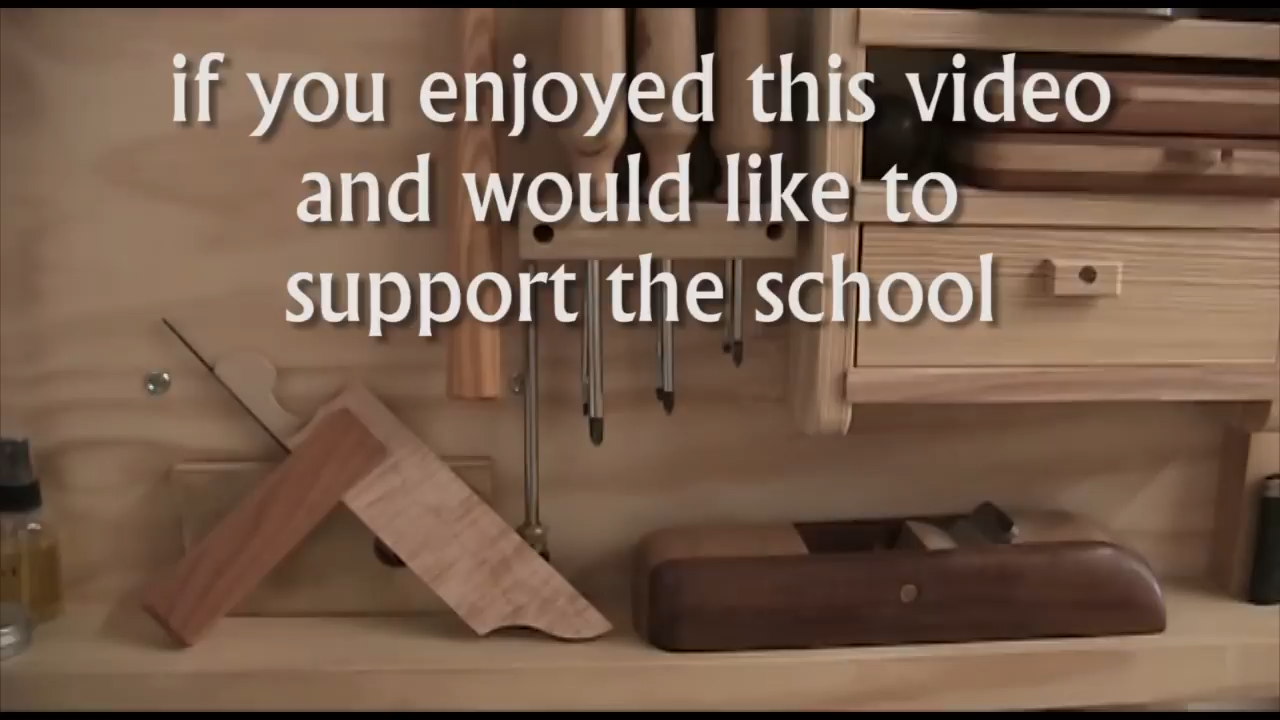 if you enjoyed this video
and would like to
support the school